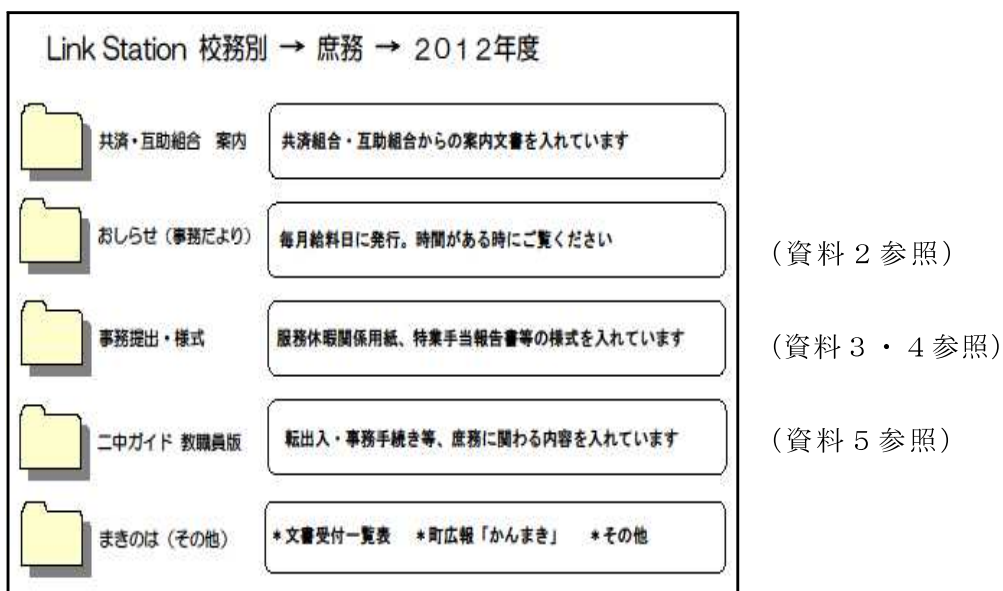 Link Station 校務別 → 庶務 → 2012年度
共済・互助組合 案内 共済組合・互助組合からの案内文書を入れています
おしらせ（事務だより） 毎月給料日に発行。時間がある時にご覧ください （資料2参照）
事務提出・様式 服務休暇関係用紙、特業手当報告書等の様式を入れています （資料3・4参照）
二中ガイド 教職員版 転出入・事務手続き等、庶務に関わる内容を入れています （資料5参照）
まきのは（その他） ＊文書受付一覧表 ＊町広報「かんまき」 ＊その他